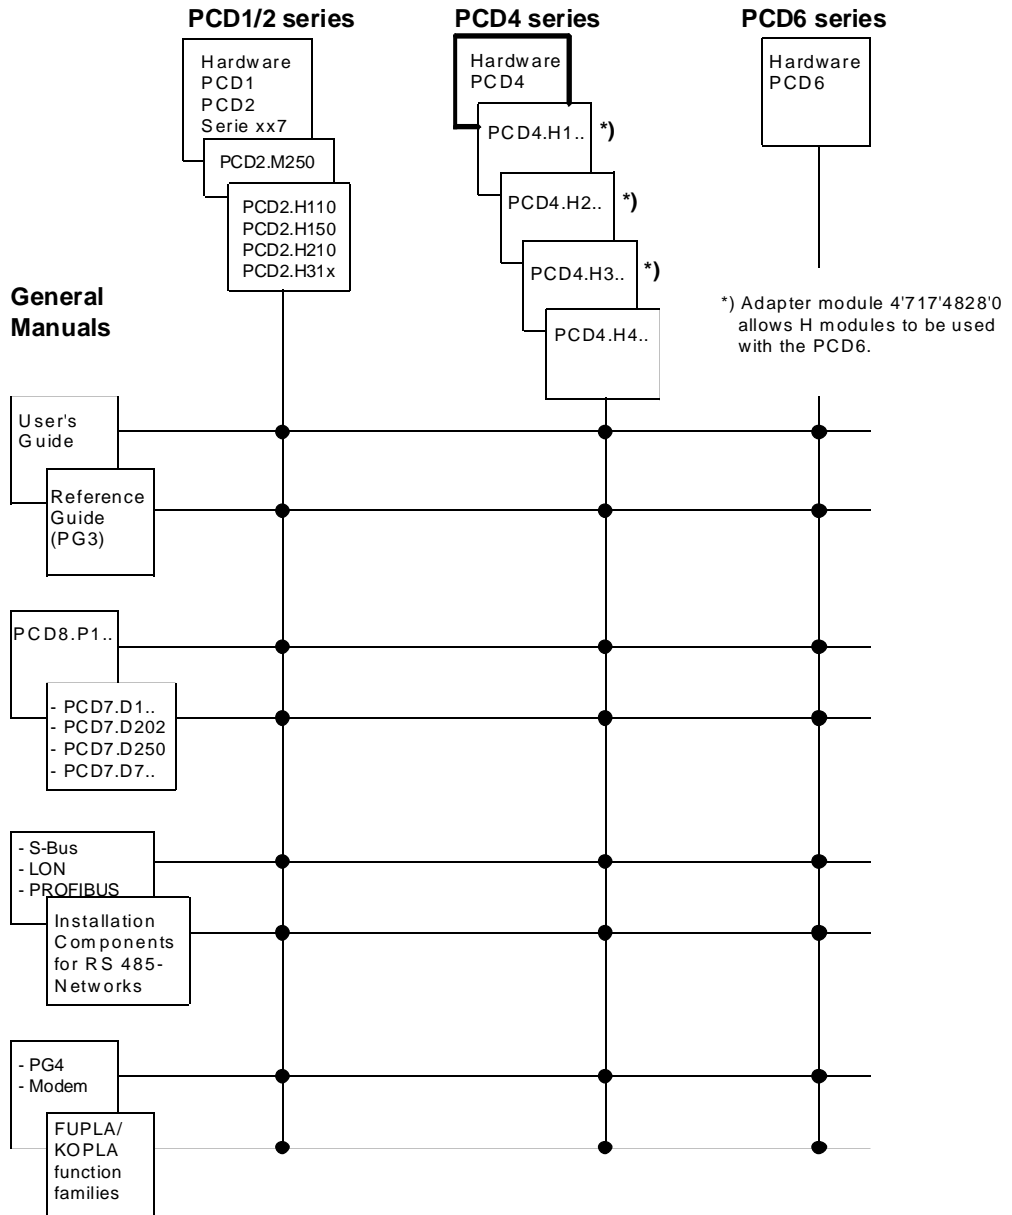 PCD1/2 series
PCD4 series
PCD6 series
Hardware
PCD1
PCD2
Serie xx7
PCD2.M250
PCD2.H110
PCD2.H150
PCD2.H210
PCD2.H31x
Hardware
PCD4
PCD4.H1.. *)
PCD4.H2.. *)
PCD4.H3.. *)
PCD4.H4..
Hardware
PCD6
*) Adapter module 4'717'4828'0
allows H modules to be used
with the PCD6.
General
Manuals
User's
Guide
Reference
Guide
(PG3)
PCD8.P1..
- PCD7.D1..
- PCD7.D202
- PCD7.D250
- PCD7.D7..
- S-Bus
- LON
- PROFIBUS
Installation
Components
for RS 485-
Networks
- PG4
- Modem
FUPLA/
KOPLA
function
families